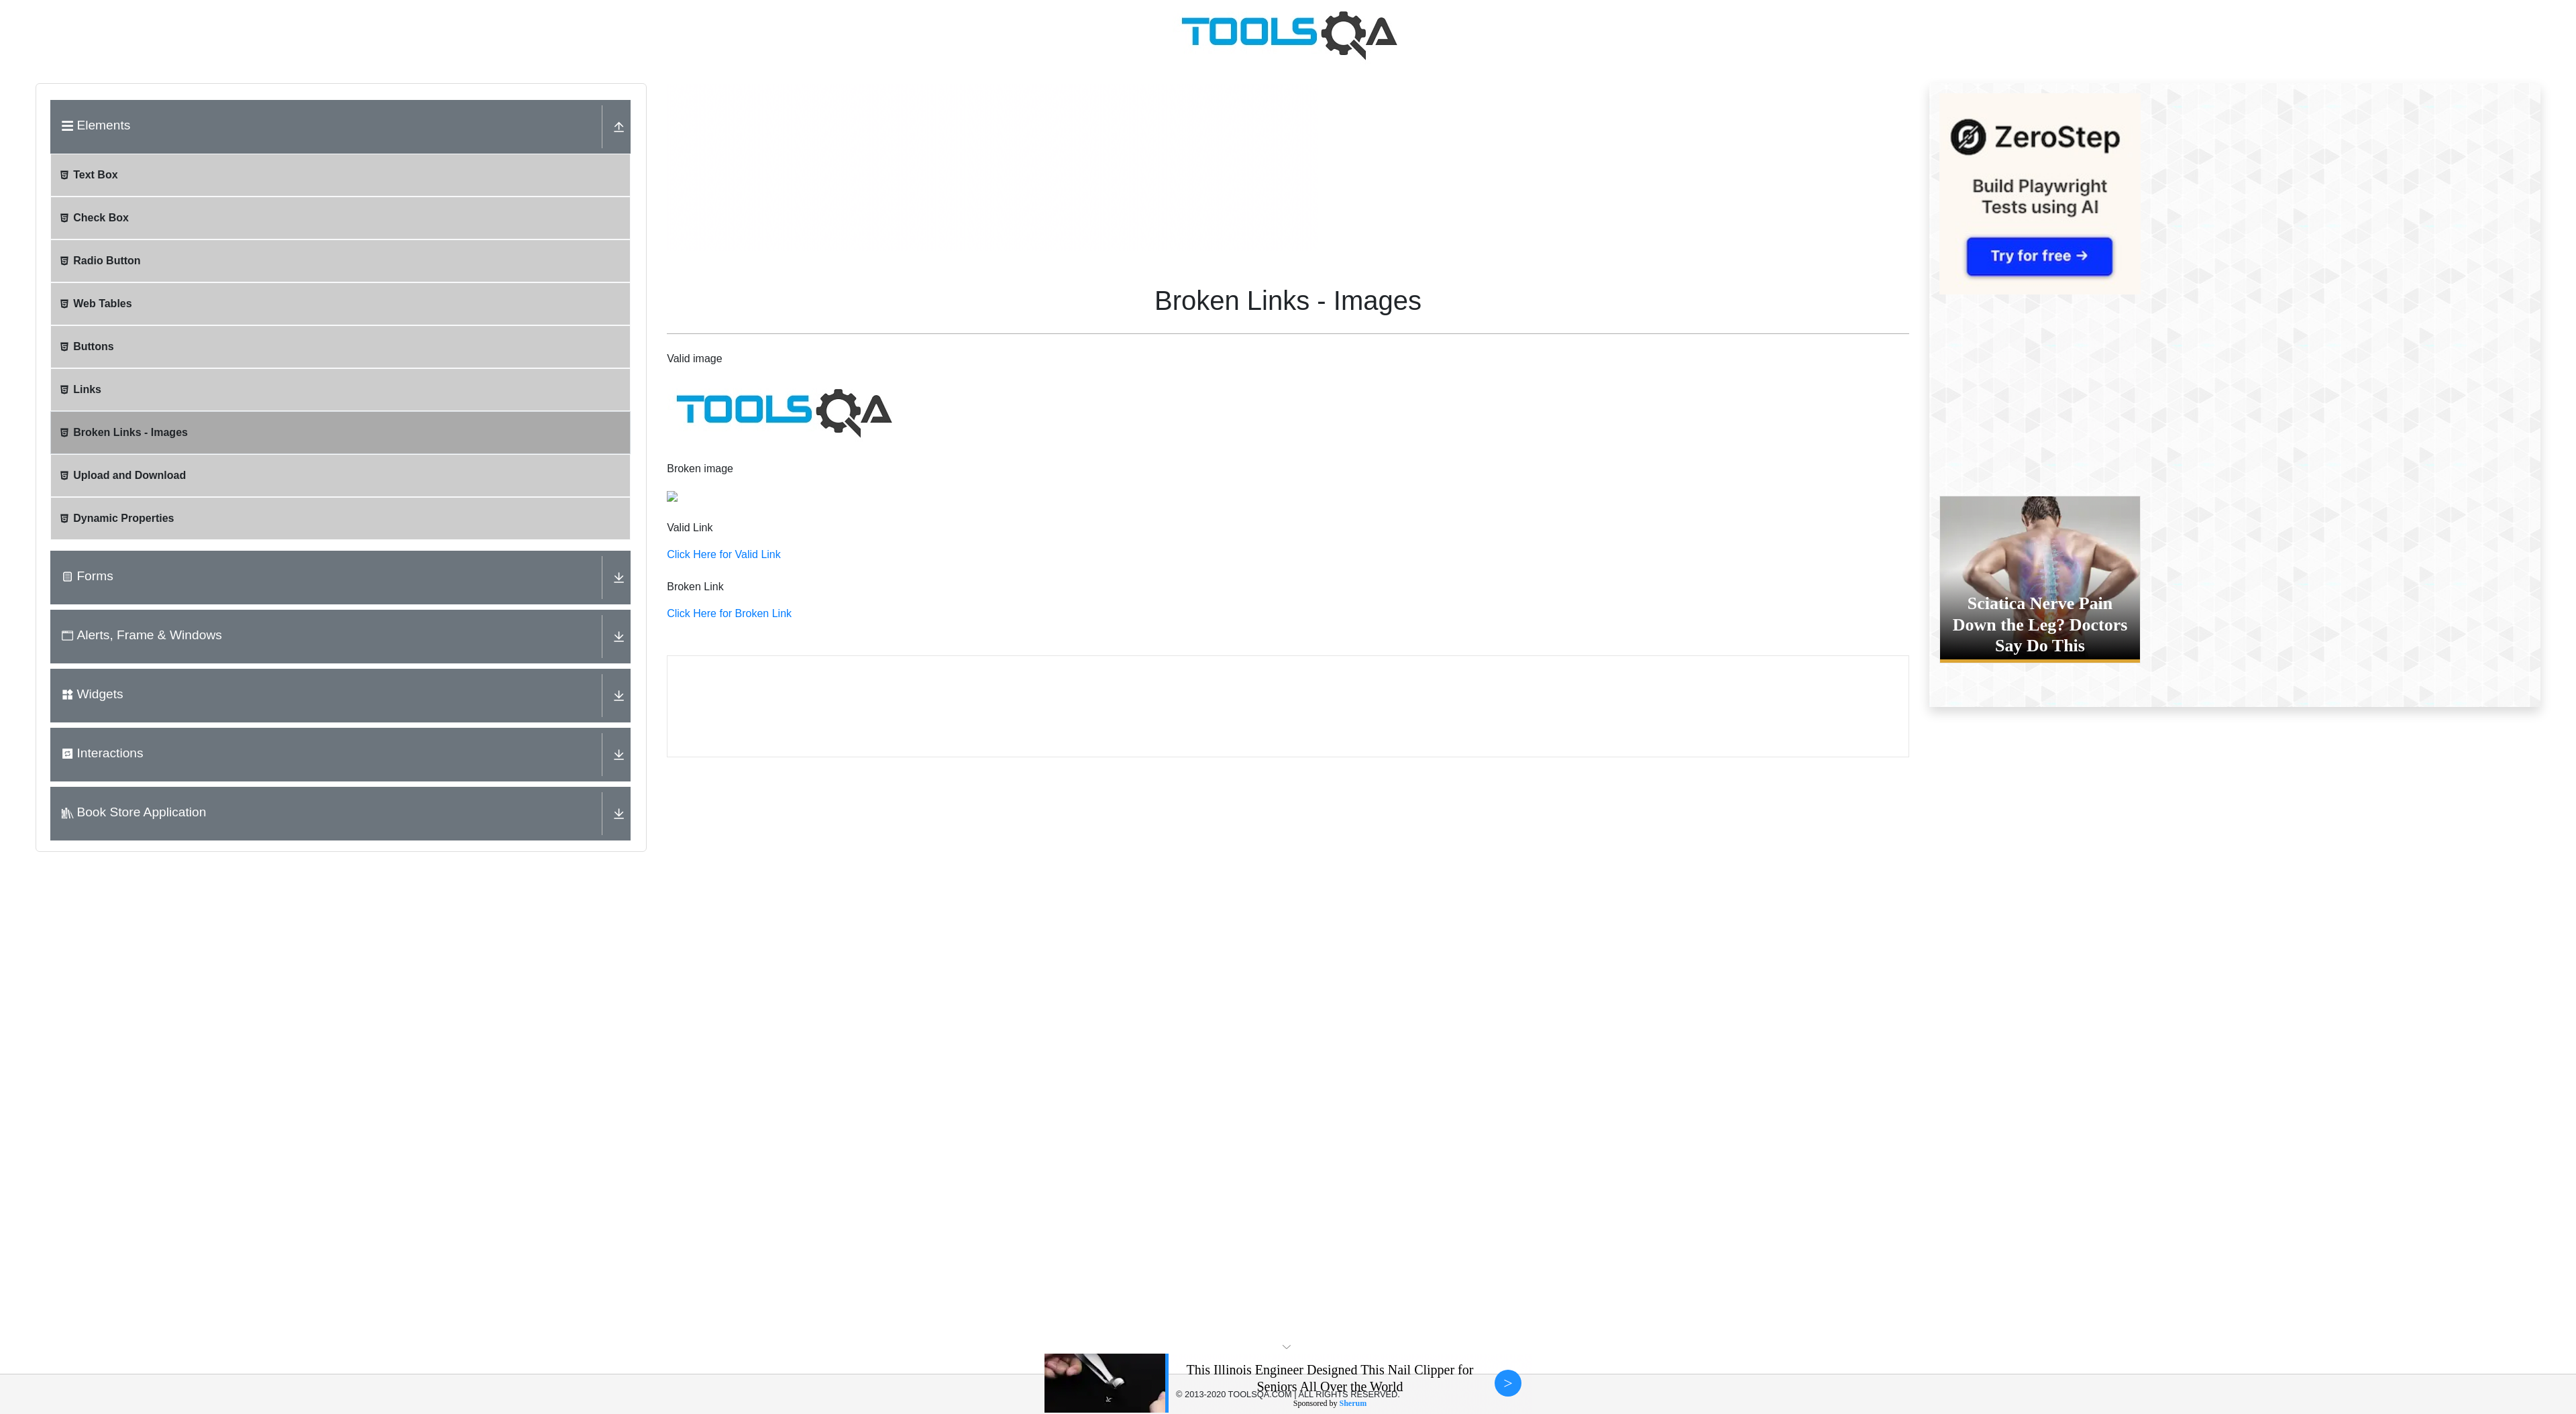 TOOLSQA
Elements
Text Box
Check Box
Radio Button
Web Tables
Buttons
Links
Broken Links - Images
Upload and Download
Dynamic Properties
Forms
Alerts, Frame & Windows
Widgets
Interactions
Book Store Application
Broken Links - Images
Valid image
TOOLSQA
Broken image
Valid Link
Click Here for Valid Link
Broken Link
Click Here for Broken Link
ZeroStep
Build Playwright
Tests using AI
Try for free →
Sciatica Nerve Pain
Down the Leg? Doctors
Say Do This
This Illinois Engineer Designed This Nail Clipper for
Seniors All Over the World
© 2013-2020 TOOLSQA.COM | ALL RIGHTS RESERVED.
Sponsored by Sherum
>